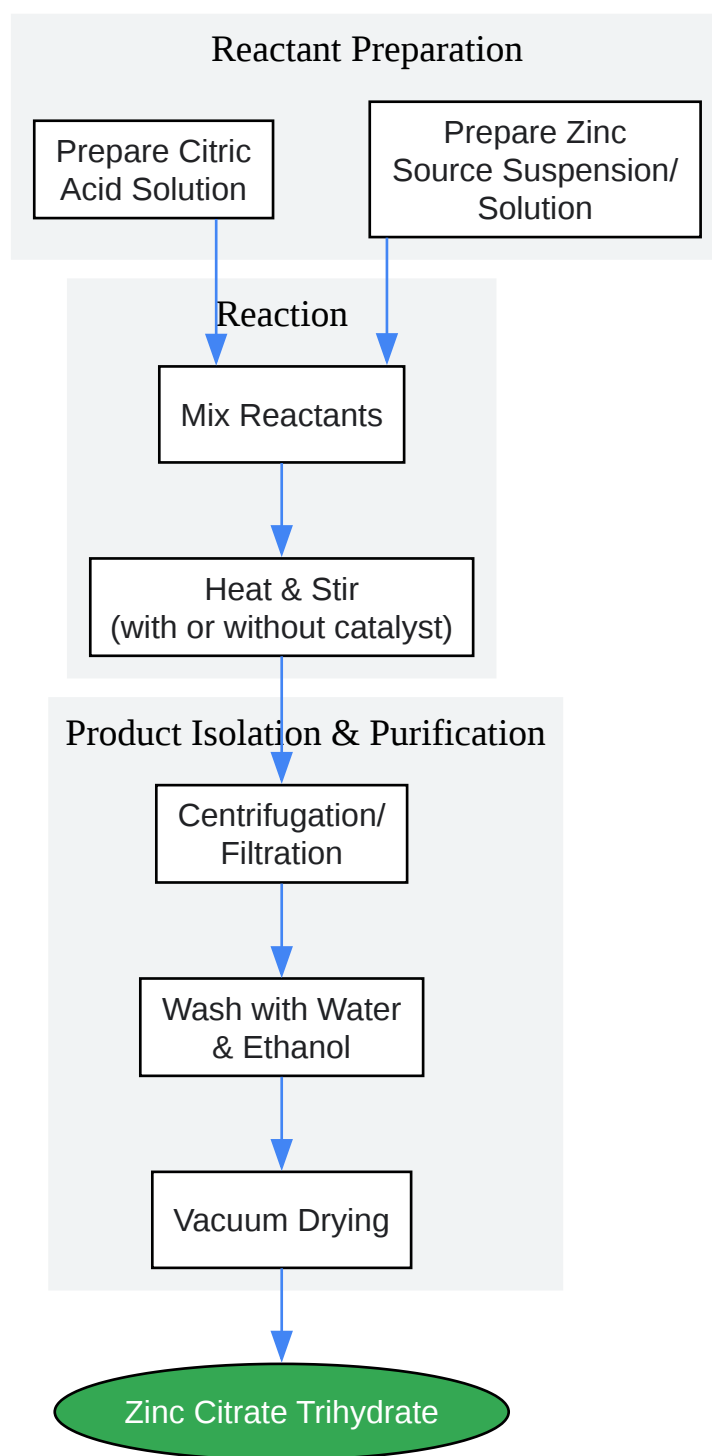 Reactant Preparation
Prepare Citric
Acid Solution
Prepare Zinc
Source Suspension/
Solution
Reaction
Mix Reactants
Heat & Stir
(with or without catalyst)
Product Isolation & Purification
Centrifugation/
Filtration
Wash with Water
& Ethanol
Vacuum Drying
Zinc Citrate Trihydrate